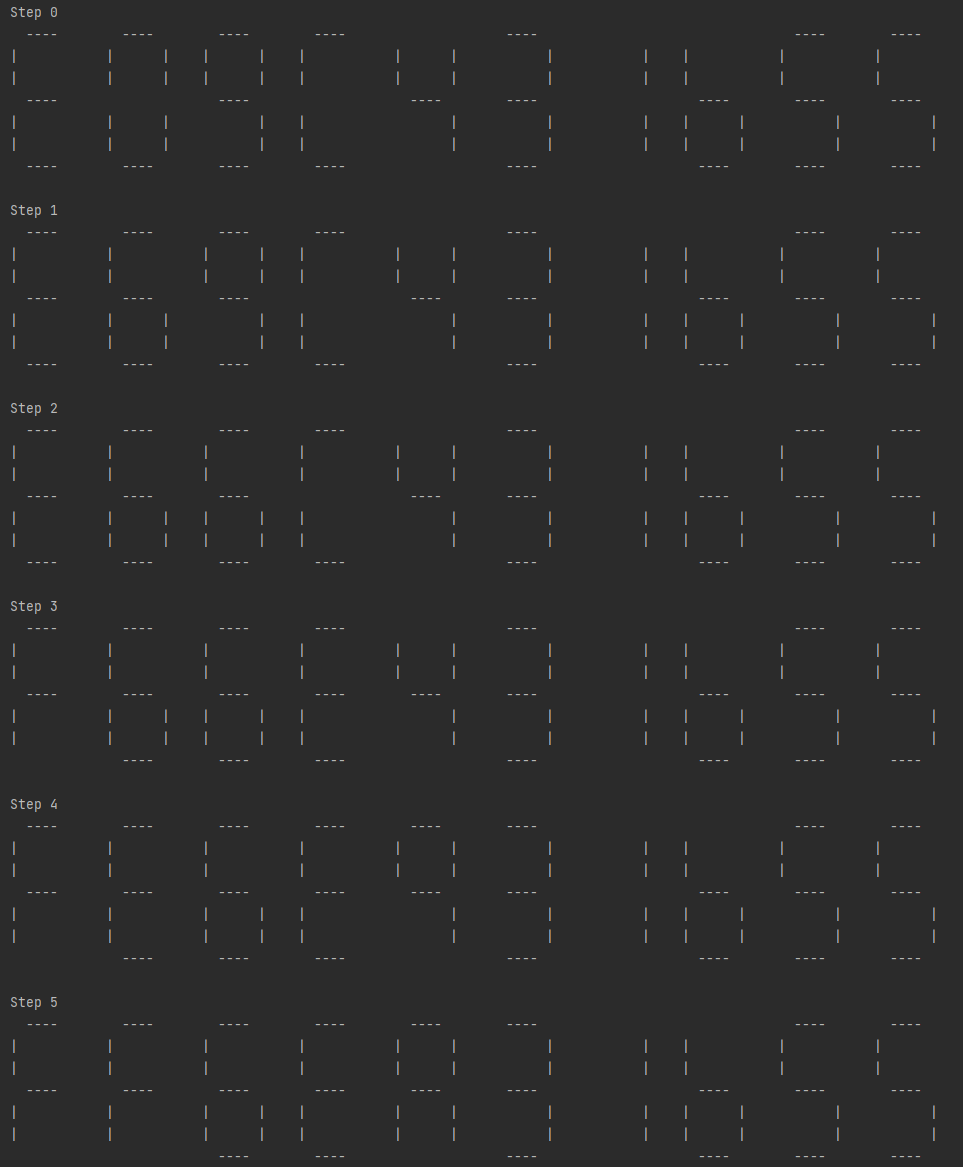 Step 0
  ----        ----        ----        ----                    ----                                ----        ----
|           |      |    |      |    |           |      |           |           |    |           |           |
|           |      |    |      |    |           |      |           |           |    |           |           |
  ----                    ----                    ----        ----                    ----        ----        ----
|           |      |           |    |                  |           |           |    |      |           |           |
|           |      |           |    |                  |           |           |    |      |           |           |
  ----        ----        ----        ----                    ----                    ----        ----        ----
Step 1
  ----        ----        ----        ----                    ----                                ----        ----
|           |           |      |    |           |      |           |           |    |           |           |
|           |           |      |    |           |      |           |           |    |           |           |
  ----        ----        ----                    ----        ----                    ----        ----        ----
|           |      |           |    |                  |           |           |    |      |           |           |
|           |      |           |    |                  |           |           |    |      |           |           |
  ----        ----        ----        ----                    ----                    ----        ----        ----
Step 2
  ----        ----        ----        ----                    ----                                ----        ----
|           |           |           |           |      |           |           |    |           |           |
|           |           |           |           |      |           |           |    |           |           |
  ----        ----        ----                    ----        ----                    ----        ----        ----
|           |      |    |      |    |                  |           |           |    |      |           |           |
|           |      |    |      |    |                  |           |           |    |      |           |           |
  ----        ----        ----        ----                    ----                    ----        ----        ----
Step 3
  ----        ----        ----        ----                    ----                                ----        ----
|           |           |           |           |      |           |           |    |           |           |
|           |           |           |           |      |           |           |    |           |           |
  ----        ----        ----        ----        ----        ----                    ----        ----        ----
|           |      |    |      |    |                  |           |           |    |      |           |           |
|           |      |    |      |    |                  |           |           |    |      |           |           |
              ----        ----        ----                    ----                    ----        ----        ----
Step 4
  ----        ----        ----        ----        ----        ----                                ----        ----
|           |           |           |           |      |           |           |    |           |           |
|           |           |           |           |      |           |           |    |           |           |
  ----        ----        ----        ----        ----        ----                    ----        ----        ----
|           |           |      |    |                  |           |           |    |      |           |           |
|           |           |      |    |                  |           |           |    |      |           |           |
              ----        ----        ----                    ----                    ----        ----        ----
Step 5
  ----        ----        ----        ----        ----        ----                                ----        ----
|           |           |           |           |      |           |           |    |           |           |
|           |           |           |           |      |           |           |    |           |           |
  ----        ----        ----        ----        ----        ----                    ----        ----        ----
|           |           |      |    |           |      |           |           |    |      |           |           |
|           |           |      |    |           |      |           |           |    |      |           |           |
                          ----        ----                    ----                    ----        ----        ----